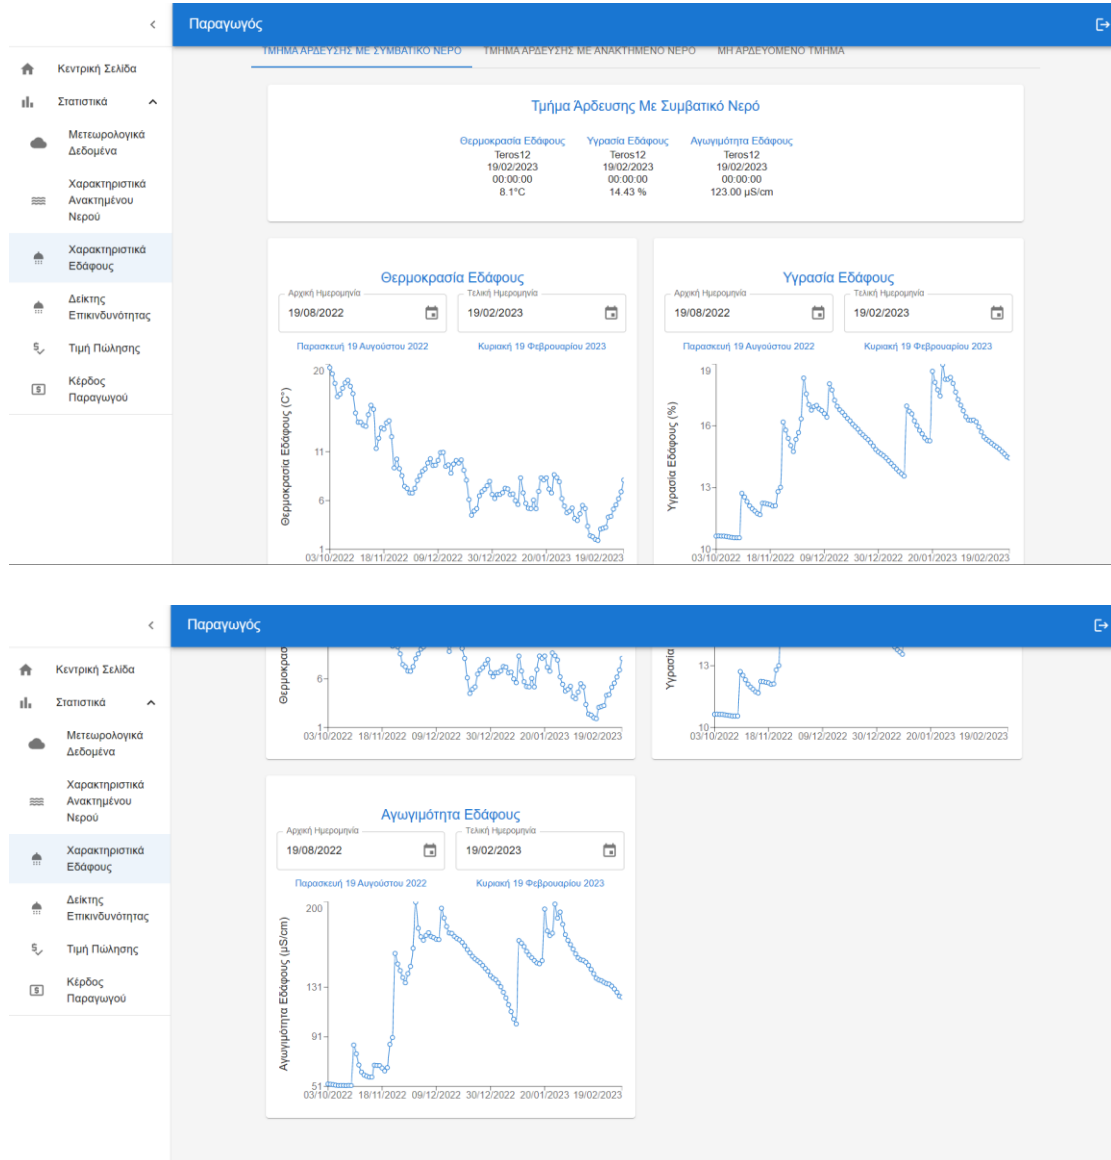 Παραγωγός
Κεντρική Σελίδα
Στατιστικά
Μετεωρολογικά
Δεδομένα
Χαρακτηριστικά
Ανακτημένου
Νερού
Χαρακτηριστικά
Εδάφους
Δείκτης
Επικινδυνότητας
Τιμή Πώλησης
Κέρδος
Παραγωγού
ΤΜΗΜΑ ΑΡΔΕΥΣΗΣ ΜΕ ΣΥΜΒΑΤΙΚΟ ΝΕΡΟ ΤΜΗΜΑ ΑΡΔΕΥΣΗΣ ΜΕ ΑΝΑΚΤΗΜΕΝΟ ΝΕΡΟ ΜΗ ΑΡΔΕΥΟΜΕΝΟ ΤΜΗΜΑ
Τμήμα Άρδευσης Με Συμβατικό Νερό
Θερμοκρασία Εδάφους Υγρασία Εδάφους Αγωγιμότητα Εδάφους
Teros12 Teros12 Teros12
19/02/2023 19/02/2023 19/02/2023
00:00:00 00:00:00 00:00:00
8.1°C 14.43 % 123.00 μS/cm
Θερμοκρασία Εδάφους
Αρχική Ημερομηνία Τελική Ημερομηνία
19/08/2022 19/02/2023
Παρασκευή 19 Αυγούστου 2022 Κυριακή 19 Φεβρουαρίου 2023
Θερμοκρασία Εδάφους (C°)
20
11
6
1
03/10/2022 18/11/2022 09/12/2022 30/12/2022 20/01/2023 19/02/2023
Υγρασία Εδάφους
Αρχική Ημερομηνία Τελική Ημερομηνία
19/08/2022 19/02/2023
Παρασκευή 19 Αυγούστου 2022 Κυριακή 19 Φεβρουαρίου 2023
Υγρασία Εδάφους (%)
19
16
13
10
03/10/2022 18/11/2022 09/12/2022 30/12/2022 20/01/2023 19/02/2023
Παραγωγός
Κεντρική Σελίδα
Στατιστικά
Μετεωρολογικά
Δεδομένα
Χαρακτηριστικά
Ανακτημένου
Νερού
Χαρακτηριστικά
Εδάφους
Δείκτης
Επικινδυνότητας
Τιμή Πώλησης
Κέρδος
Παραγωγού
Θερμοκρασ
6
1
03/10/2022 18/11/2022 09/12/2022 30/12/2022 20/01/2023 19/02/2023
Υγρασία
13
10
03/10/2022 18/11/2022 09/12/2022 30/12/2022 20/01/2023 19/02/2023
Αγωγιμότητα Εδάφους
Αρχική Ημερομηνία Τελική Ημερομηνία
19/08/2022 19/02/2023
Παρασκευή 19 Αυγούστου 2022 Κυριακή 19 Φεβρουαρίου 2023
Αγωγιμότητα Εδάφους (μS/cm)
200
131
91
51
03/10/2022 18/11/2022 09/12/2022 30/12/2022 20/01/2023 19/02/2023